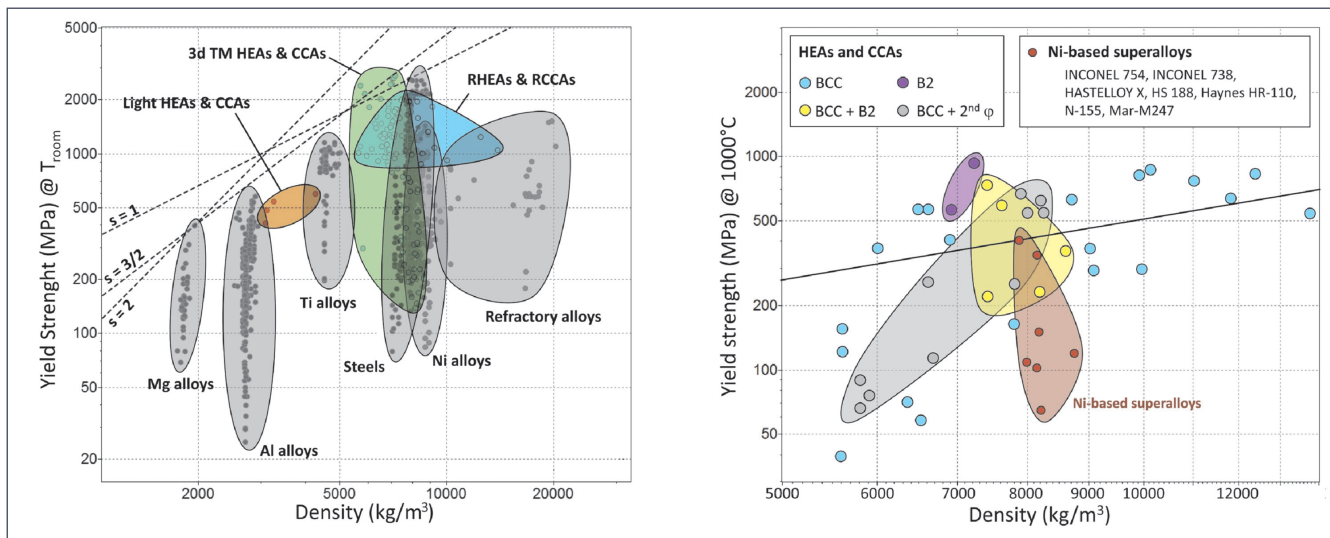 5000
2000
1000
500
200
100
50
20
Yield Strenght (MPa) @ Troom
2000
5000
10000
20000
Density (kg/m³)
s = 1
s = 3/2
s = 2
3d TM HEAs & CCAs
RHEAs & RCCAs
Light HEAs & CCAs
Ti alloys
Refractory alloys
Mg alloys
Steels
Ni alloys
Al alloys
2000
1000
500
200
100
50
Yield strength (MPa) @ 1000°C
5000
6000
7000
8000
9000
10000
12000
Density (kg/m³)
HEAs and CCAs
BCC
B2
BCC + B2
BCC + 2nd φ
Ni-based superalloys
INCONEL 754, INCONEL 738,
HASTELLOY X, HS 188, Haynes HR-110,
N-155, Mar-M247
Ni-based superalloys